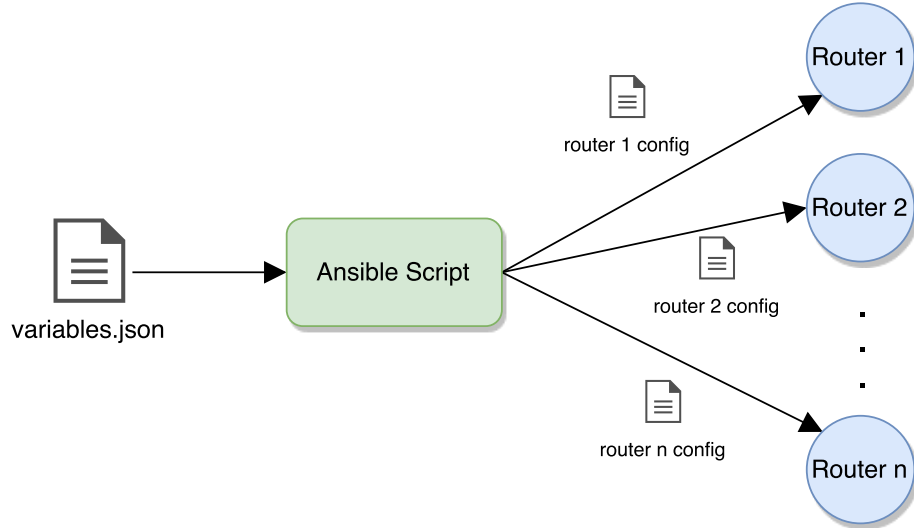 Router 1
router 1 config
Router 2
Ansible Script
router 2 config
variables.json
router n config
Router n